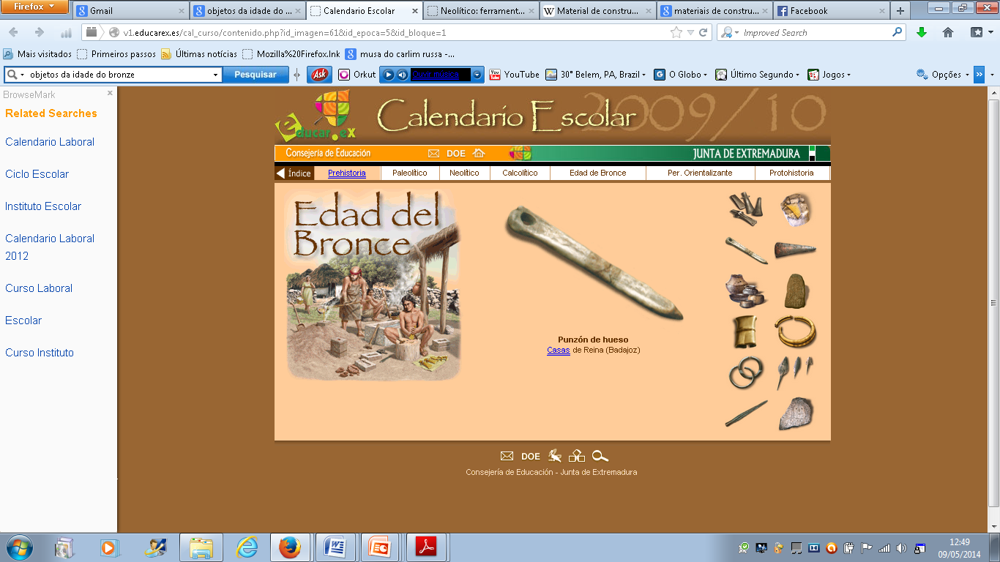 Firefox
Gmail
objetos da idade do ...
Calendario Escolar
Neolítico: ferrament...
Material de constru...
materiais de constru...
Facebook
v1.educarex.es/cal_curso/contenido.php?id_imagen=61&id_epoca=5&id_bloque=1
Improved Search
Mais visitados
Primeiros passos
Últimas notícias
Mozilla%20Firefox.lnk
musa do carlim russa -...
objetos da idade do bronze
Pesquisar
Ask
Orkut
YouTube
30° Belem, PA, Brazil
O Globo
Último Segundo
Jogos
Opções
BrowseMark
Related Searches
Calendario Laboral
Ciclo Escolar
Instituto Escolar
Calendario Laboral
2012
Curso Laboral
Escolar
Curso Instituto
educar.ex
Calendario Escolar
2009/10
Consejería de Educación
DOE
JUNTA DE EXTREMADURA
Índice
Prehistoria
Paleolítico
Neolítico
Calcolítico
Edad de Bronce
Per. Orientalizante
Protohistoria
Edad del
Bronce
Punzón de hueso
Casas de Reina (Badajoz)
DOE
Consejería de Educación - Junta de Extremadura
12:49
09/05/2014